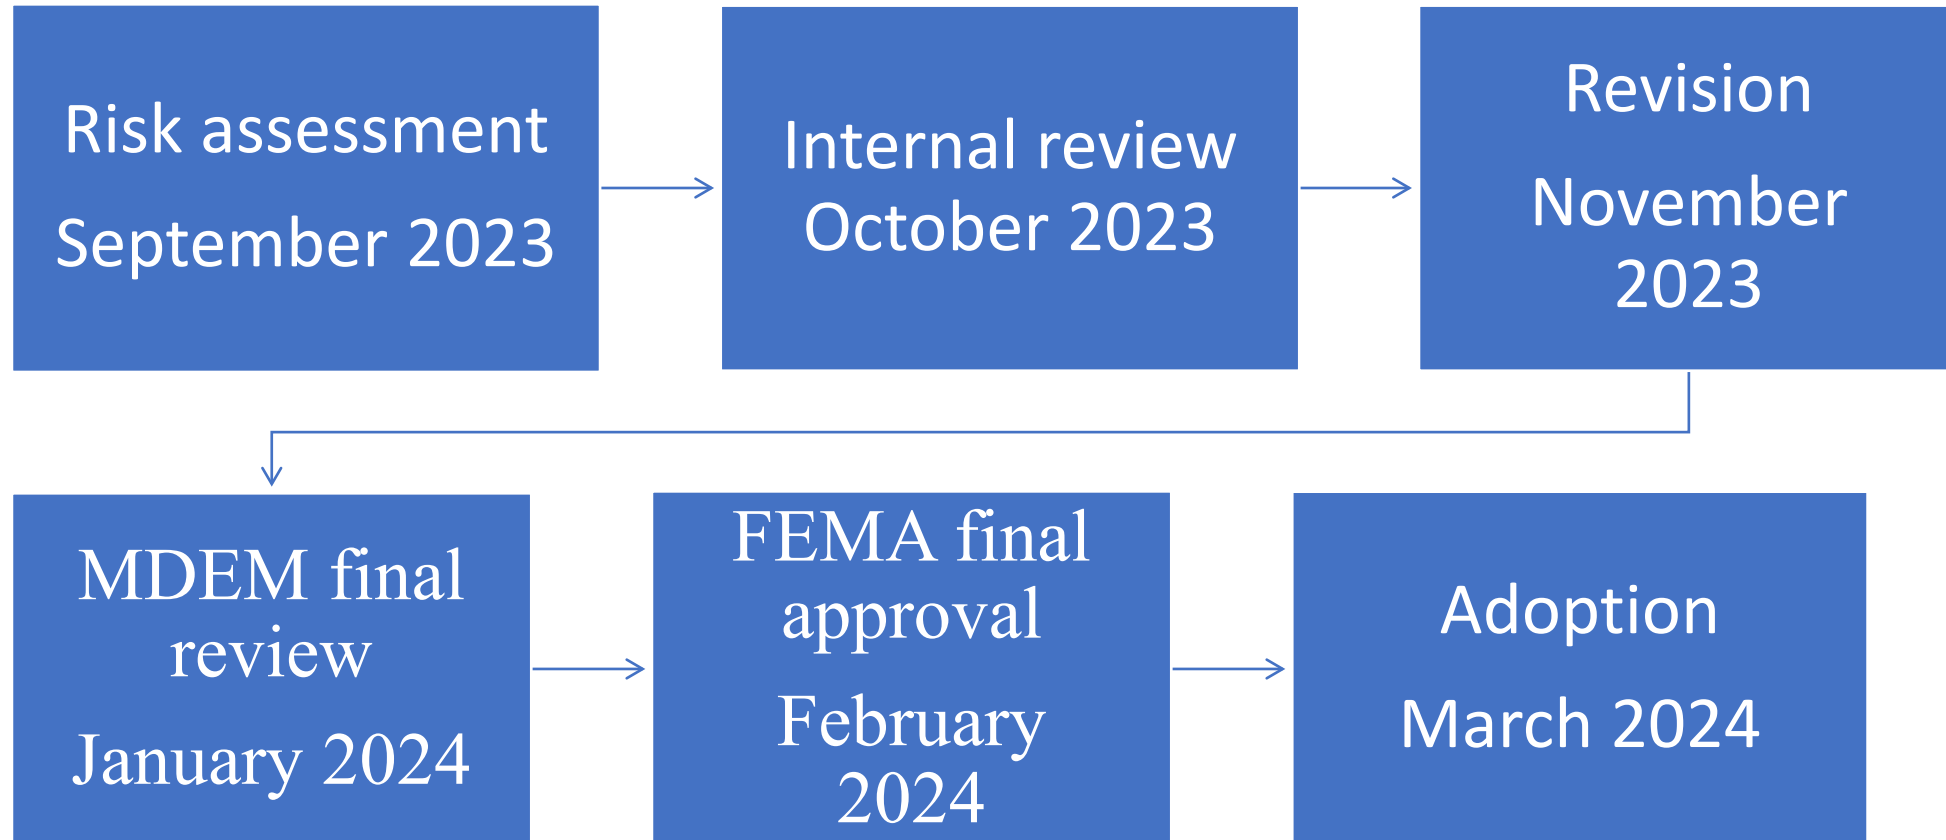 Risk assessment
September 2023
Internal review
October 2023
Revision
November
2023
MDEM final
review
January 2024
FEMA final
approval
February
2024
Adoption
March 2024